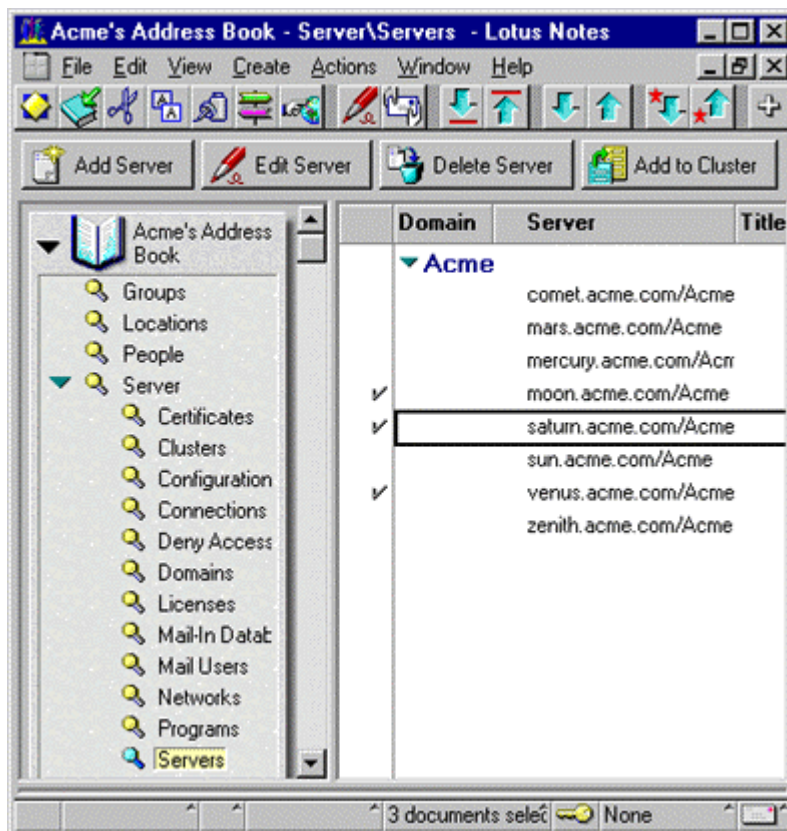 Acme's Address Book - Server\Servers - Lotus Notes
File Edit View Create Actions Window Help
Add Server Edit Server Delete Server Add to Cluster
Acme's Address
Book
Groups
Locations
People
Server
Certificates
Clusters
Configuration
Connections
Deny Access
Domains
Licenses
Mail-In Datab
Mail Users
Networks
Programs
Servers
Domain Server Title
Acme
comet.acme.com/Acme
mars.acme.com/Acme
mercury.acme.com/Acm
moon.acme.com/Acme
saturn.acme.com/Acme
sun.acme.com/Acme
venus.acme.com/Acme
zenith.acme.com/Acme
3 documents selec None